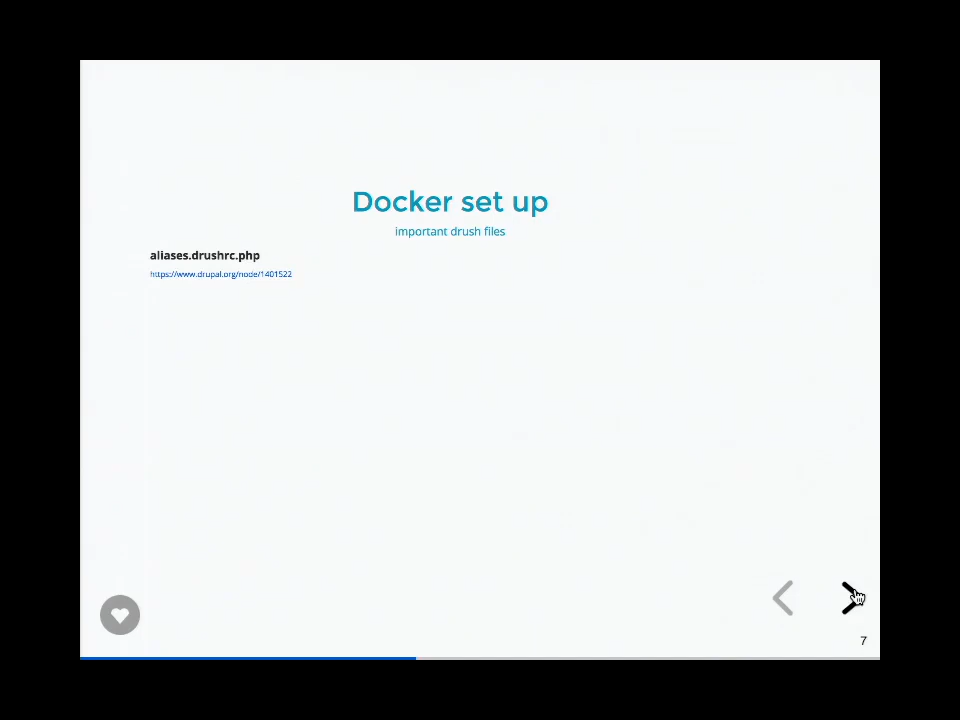 Docker set up
important drush files
aliases.drushrc.php
https://www.drupal.org/node/1401522
7